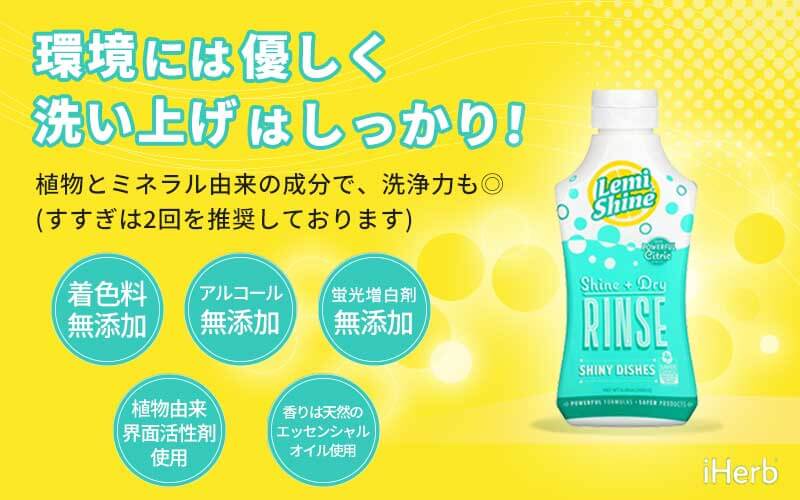 環境には優しく
洗い上げはしっかり!
植物とミネラル由来の成分で、洗浄力も◎
(すすぎは2回を推奨しております)
着色料
無添加
アルコール
無添加
蛍光増白剤
無添加
植物由来
界面活性剤
使用
香りは天然の
エッセンシャル
オイル使用
Lemi
Shine
POWERFUL
Citric
Shine + Dry
RINSE
SHINY DISHES
POWERFUL FORMULAS • SAFER PRODUCTS
iHerb